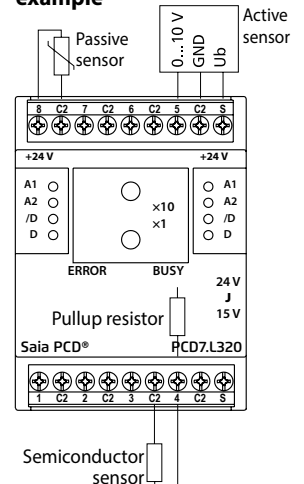 example
Passive
sensor
0...10 V
GND
Ub
Active
sensor
8 C2 7 C2 6 C2 5 C2 S
+24 V +24 V
A1 A1
A2 A2
/D /D
D D
×10
×1
ERROR BUSY
24 V
J
15 V
Pullup resistor
Saia PCD® PCD7.L320
1 C2 2 C2 3 C2 4 C2 S
Semiconductor
sensor